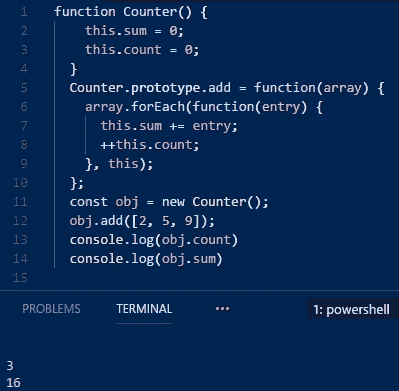 1 function Counter() {
2 this.sum = 0;
3 this.count = 0;
4 }
5 Counter.prototype.add = function(array) {
6 array.forEach(function(entry) {
7 this.sum += entry;
8 ++this.count;
9 }, this);
10 };
11 const obj = new Counter();
12 obj.add([2, 5, 9]);
13 console.log(obj.count)
14 console.log(obj.sum)
15
PROBLEMS TERMINAL ••• 1: powershell
3
16